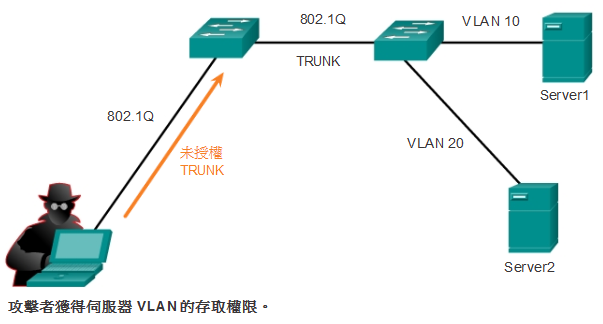 802.1Q
VLAN 10
TRUNK
Server1
802.1Q
VLAN 20
未授權
TRUNK
Server2
攻擊者獲得伺服器 VLAN 的存取權限。